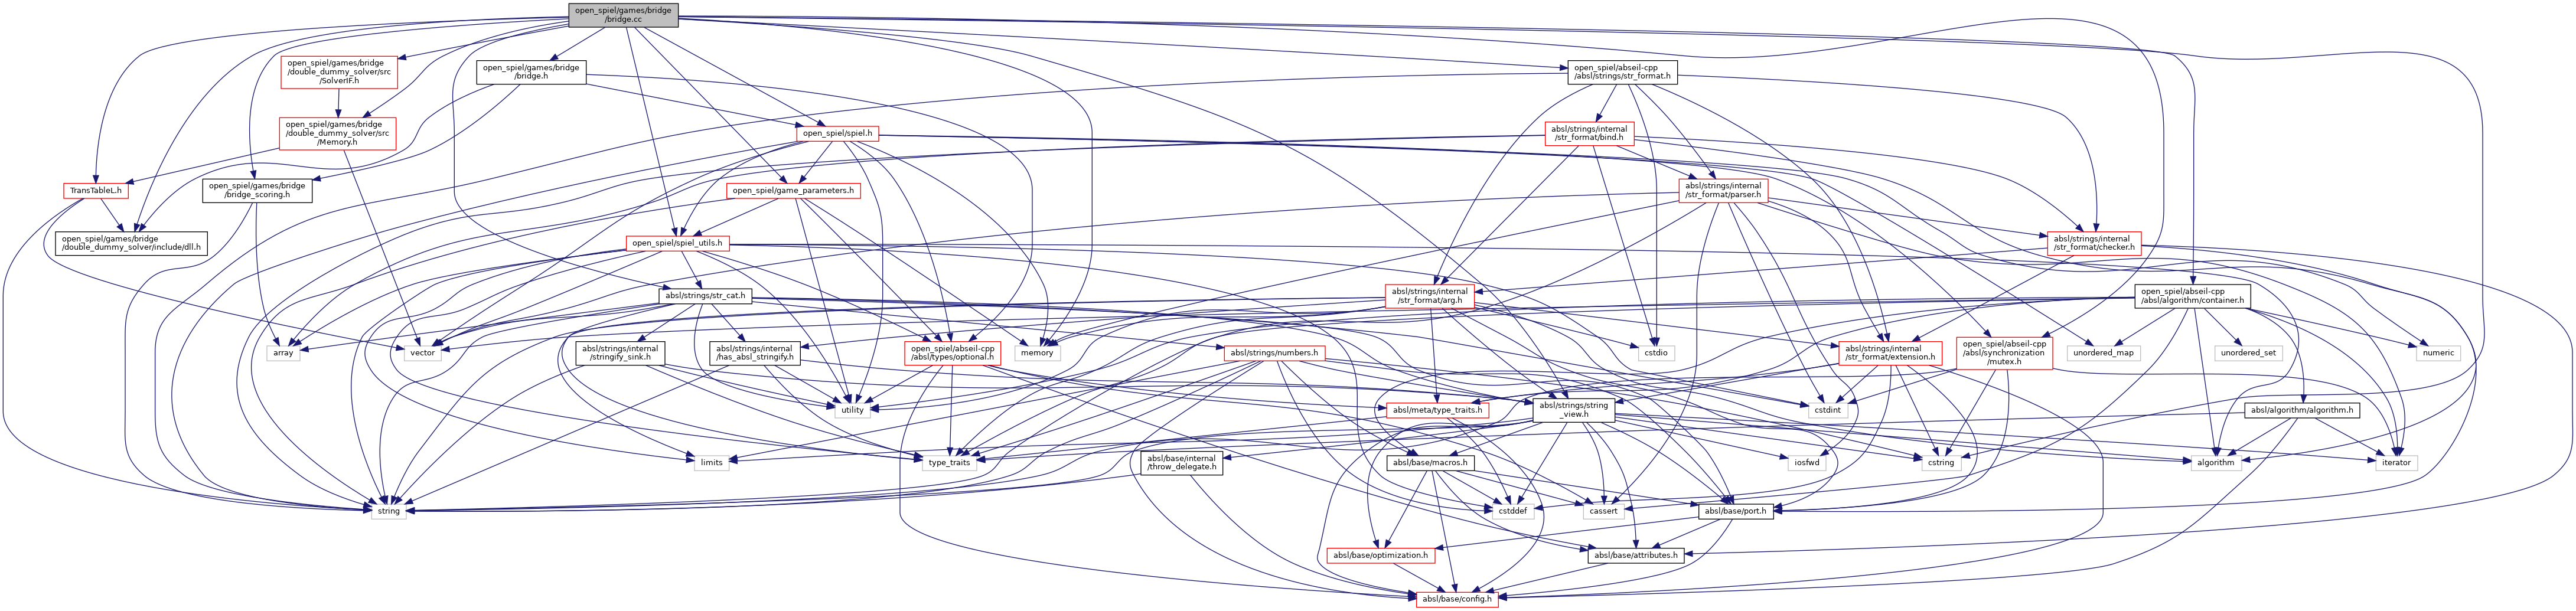 open_spiel/games/bridge
/bridge.cc
open_spiel/games/bridge
/double_dummy_solver/src
/SolverIF.h
open_spiel/games/bridge
/bridge.h
open_spiel/abseil-cpp
/absl/strings/str_format.h
open_spiel/games/bridge
/double_dummy_solver/src
/Memory.h
open_spiel/spiel.h
absl/strings/internal
/str_format/bind.h
TransTableL.h
open_spiel/games/bridge
/bridge_scoring.h
open_spiel/game_parameters.h
absl/strings/internal
/str_format/parser.h
open_spiel/games/bridge
/double_dummy_solver/include/dll.h
open_spiel/spiel_utils.h
absl/strings/internal
/str_format/checker.h
absl/strings/str_cat.h
absl/strings/internal
/str_format/arg.h
open_spiel/abseil-cpp
/absl/algorithm/container.h
array
vector
absl/strings/internal
/stringify_sink.h
absl/strings/internal
/has_absl_stringify.h
open_spiel/abseil-cpp
/absl/types/optional.h
memory
absl/strings/numbers.h
cstdio
absl/strings/internal
/str_format/extension.h
open_spiel/abseil-cpp
/absl/synchronization
/mutex.h
unordered_map
unordered_set
numeric
utility
absl/meta/type_traits.h
absl/strings/string
_view.h
cstdint
absl/algorithm/algorithm.h
limits
type_traits
absl/base/internal
/throw_delegate.h
absl/base/macros.h
iosfwd
cstring
algorithm
iterator
string
cstddef
cassert
absl/base/port.h
absl/base/optimization.h
absl/base/attributes.h
absl/base/config.h